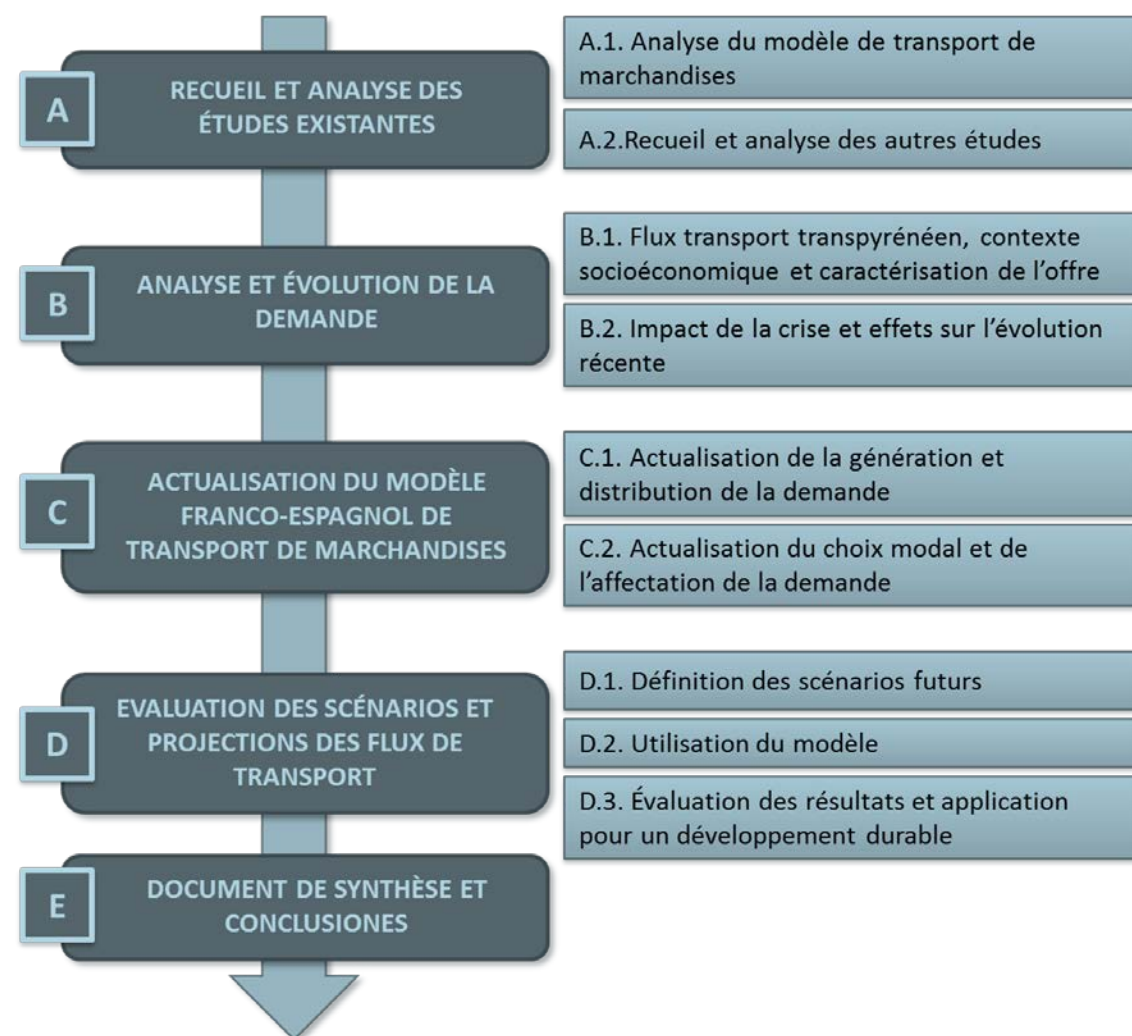 A
RECUEIL ET ANALYSE DES
ÉTUDES EXISTANTES
A.1. Analyse du modèle de transport de
marchandises
A.2.Recueil et analyse des autres études
B
ANALYSE ET ÉVOLUTION DE LA
DEMANDE
B.1. Flux transport transpyrénéen, contexte
socioéconomique et caractérisation de l'offre
B.2. Impact de la crise et effets sur l'évolution
récente
C
ACTUALISATION DU MODÈLE
FRANCO-ESPAGNOL DE
TRANSPORT DE MARCHANDISES
C.1. Actualisation de la génération et
distribution de la demande
C.2. Actualisation du choix modal et de
l'affectation de la demande
D
EVALUATION DES SCÉNARIOS ET
PROJECTIONS DES FLUX DE
TRANSPORT
D.1. Définition des scénarios futurs
D.2. Utilisation du modèle
D.3. Évaluation des résultats et application
pour un développement durable
E
DOCUMENT DE SYNTHÈSE ET
CONCLUSIONES